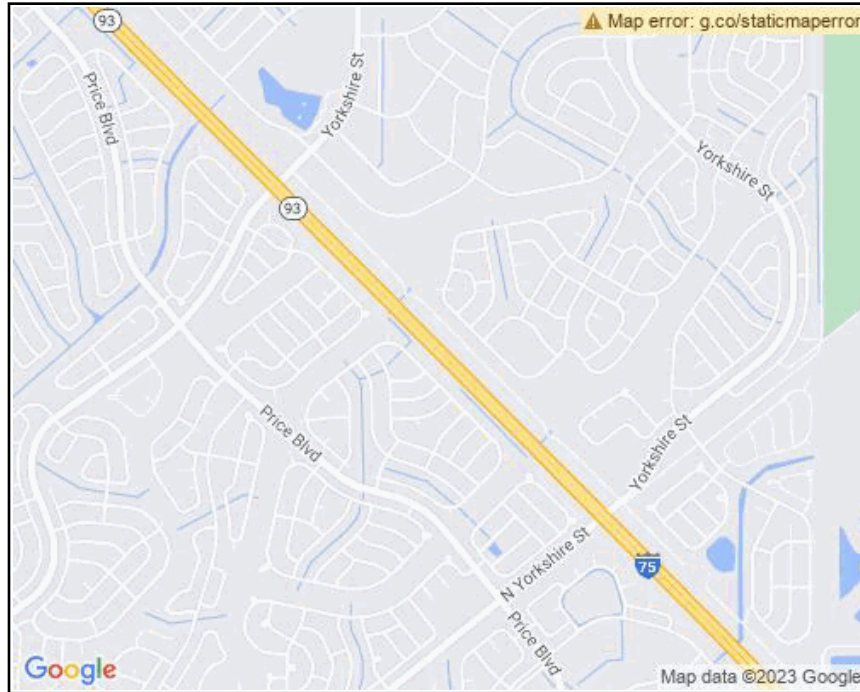 93
⚠ Map error: g.co/staticmaperror
Price Blvd
Yorkshire St
Yorkshire St
93
Price Blvd
Yorkshire St
N Yorkshire St
75
Price Blvd
Google
Map data ©2023 Google